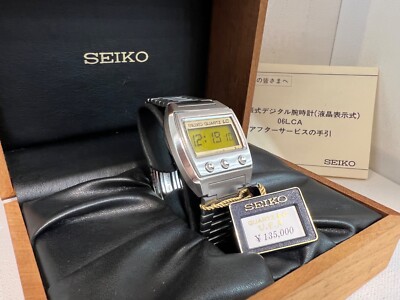 SEIKO
SEIKO QUARTZ LC
12:19
の皆さまへ
式デジタル腕時計(液晶表示式)
06LCA
アフターサービスの手引
SEIKO
SEIKO
QUARTZ
¥135,000